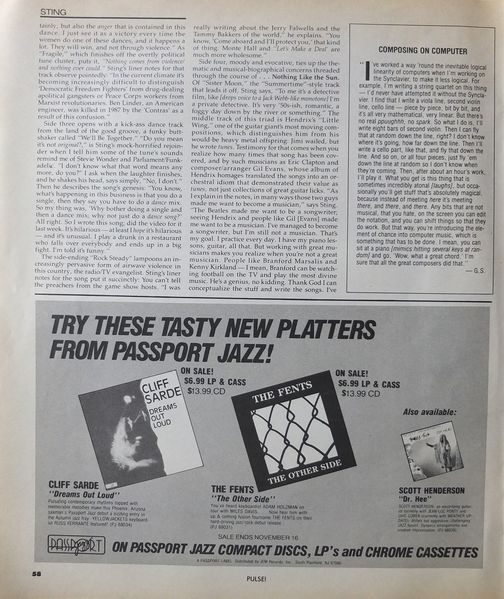 STING
tainly, but also the anger that is contained in this
dance. I just see it as a victory every time the
women do one of these dances, and it happens a
lot. They will win, and not through violence." As
"Fragile," which finishes off the overtly political
tune cluster, puts it, "Nothing comes from violence/
and nothing ever could." Sting's liner notes for that
track observe pointedly: "In the current climate it's
becoming increasingly difficult to distinguish
'Democratic Freedom Fighters' from drug-dealing
apolitical gangsters or Peace Corps workers from
Marxist revolutionaries. Ben Linder, an American
engineer, was killed in 1987 by the 'Contras' as a
result of this confusion."
Side three opens with a kick-ass dance track
from the land of the good groove, a funky butt-
shaker called "We'll Be Together." "Do you mean
it's not original?," is Sting's mock-horrified rejoin-
der when I tell him some of the tune's sounds
remind me of Stevie Wonder and Parliament/Funk-
adelic. "I don't know what that word means any
more, do you?" I ask when the laughter finishes,
and he shakes his head, says simply, "No, I don't."
Then he describes the song's genesis: "You know,
what's happening in this business is that you do a
single, then they say you have to do a dance mix.
So my thing was, 'Why bother doing a single and
then a dance mix, why not just do a dance song?'
All right. So I wrote this song; did the video for it
last week. It's hilarious — at least I hope it's hilarious
— and it's unusual. I play a drunk in a restaurant
who falls over everybody and ends up in a big
fight. I'm told it's funny."
The side-ending "Rock Steady" lampoons an in-
creasingly pervasive form of airwave violence in
this country, the radio/TV evangelist. Sting's liner
notes for the song put it succinctly: You can't tell
the preachers from the game show hosts. "I was
really writing about the Jerry Falwells and the
Tammy Bakkers of the world," he explains. "You
know, 'Come aboard and I'll protect you,' that kind
of thing. Monte Hall and "Let's Make a Deal' are
much more wholesome."
Side four, moody and evocative, ties up the the-
matic and musical-biographical concerns threaded
through the course of . . . Nothing Like the Sun.
Of "Sister Moon," the "Summertime"-style track
that leads it off, Sting says, "To me it's a detective
film, like [drops voice to a Jack Webb-like monotone] I'm
a private detective. It's very '50s-ish, romantic, a
foggy day down by the river or something." The
middle track of this third is Hendrix's "Little
Wing," one of the guitar giant's most moving com-
positions, which distinguishes him from his
would-be heavy metal offspring: Jimi wailed, but
he wrote tunes. Testimony for that comes when you
realize how many times that song has been cov-
ered, and by such musicians as Eric Clapton and
composer/arranger Gil Evans, whose album of
Hendrix homages translated the songs into an or-
chestral idiom that demonstrated their value as
tunes, not just collections of great guitar licks. "As
I explain in the notes, in many ways those two guys
made me want to become a musician," says Sting.
"The Beatles made me want to be a songwriter;
seeing Hendrix and people like Gil [Evans] made
me want to be a musician. I've managed to become
a songwriter, but I'm still not a musician. That's
my goal. I practice every day. I have my piano les-
sons, guitar, all that. But working with great mu-
sicians makes you realize when you're not a great
musician. People like Branford Marsalis and
Kenny Kirkland — I mean, Branford can be watch-
ing football on the TV and play the most divine
music. He's a genius, no kidding. Thank God I can
conceptualize the stuff and write the songs. I've
COMPOSING ON COMPUTER
"I've worked a way 'round the inevitable logical
linearity of computers when I'm working on
the Synclavier, to make it less logical. For
example, I'm writing a string quartet on this thing
— I'd never have attempted it without the Syncla-
vier. I find that I write a viola line, second violin
line, cello line — piece by piece, bit by bit, and
it's all very mathematical, very linear. But there's
no real response, no spark. So what I do is, I'll
write eight bars of second violin. Then I can fly
that at random down the line, right? I don't know
where it's going, how far down the line. Then I'll
write a cello part, like that, and fly that down the
line. And so on, or all four pieces, just fly 'em
down the line at random so I don't know when
they're coming. Then, after about an hour's work,
I'll play it. What you get is this thing that is
sometimes incredibly atonal [laughs], but occa-
sionally you'll get stuff that's absolutely magical,
because instead of meeting here it's meeting
there, and there, and there. Any bits that are not
musical, that you hate, on the screen you can edit
the notation, and you can shift things so that they
do work. But that way, you're introducing the ele-
ment of chance into computer music, which is
something that has to be done. I mean, you can
sit at a piano [mimics hitting several keys at ran-
dom] and go, 'Wow, what a great chord.' I'm
sure that all the great composers did that."
— G.S.
TRY THESE TASTY NEW PLATTERS
FROM PASSPORT JAZZ!
ON SALE!
$6.99 LP & CASS
$13.99 CD
CLIFF
SARDE
DREAMS
OUT
LOUD
CLIFF SARDE
"Dreams Out Loud"
THE FENTS
THE OTHER SIDE
ON SALE!
$6.99 LP & CASS
$13.99 CD
THE FENTS
"The Other Side"
Also available:
SCOTT HENDERSON
"Dr. Hee"
SALE ENDS NOVEMBER 16
PASSPORT
JAZZ
ON PASSPORT JAZZ COMPACT DISCS, LP's and CHROME CASSETTES
58
PULSE!